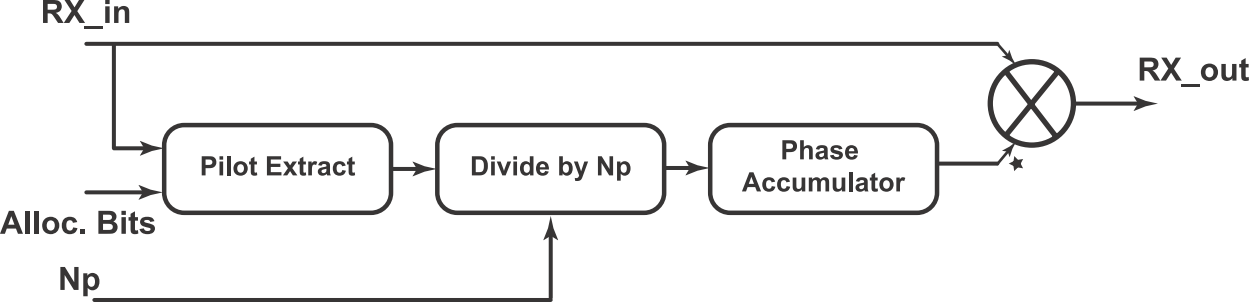 RX_in
RX_out
Pilot Extract
Divide by Np
Phase
Accumulator
Alloc. Bits
Np